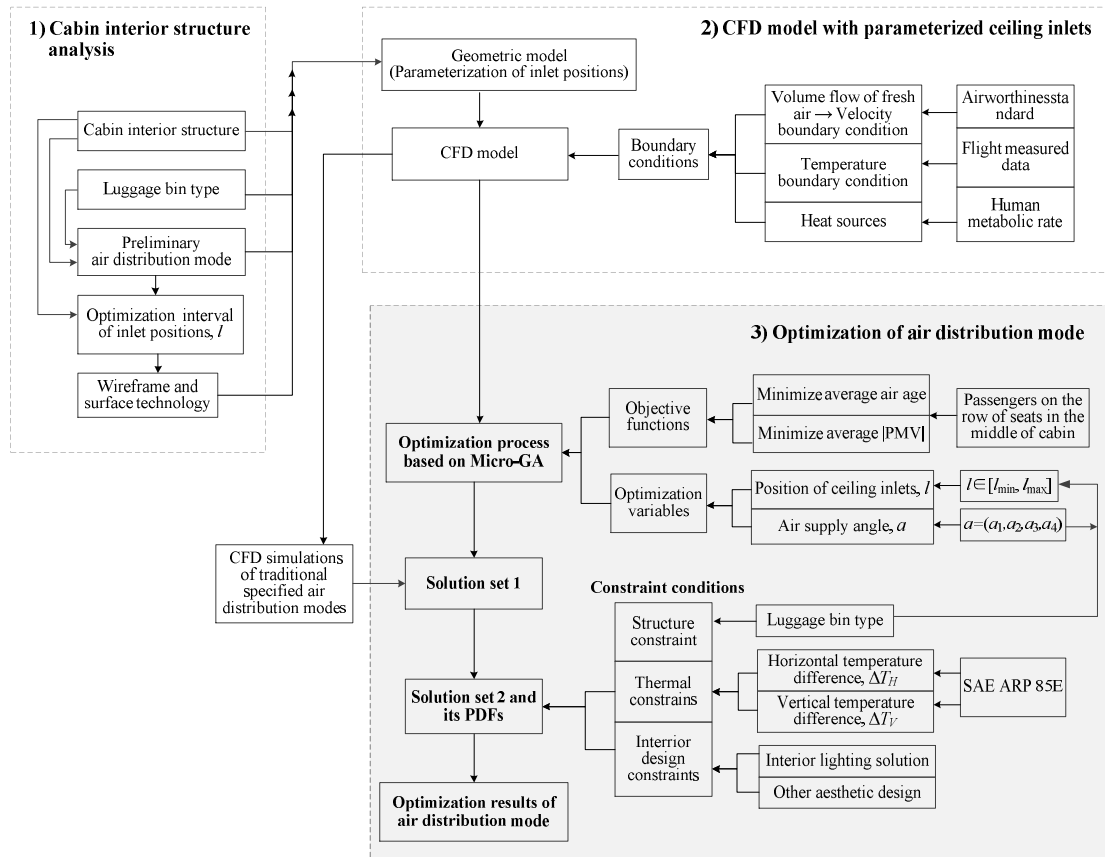 1) Cabin interior structure
analysis
Cabin interior structure
Luggage bin type
Preliminary
air distribution mode
Optimization interval
of inlet positions, l
Wireframe and
surface technology
2) CFD model with parameterized ceiling inlets
Geometric model
(Parameterization of inlet positions)
CFD model
Boundary
conditions
Volume flow of fresh
air → Velocity
boundary condition
Temperature
boundary condition
Heat sources
Airworthinessta
ndard
Flight measured
data
Human
metabolic rate
3) Optimization of air distribution mode
Optimization process
based on Micro-GA
Objective
functions
Minimize average air age
Minimize average |PMV|
Passengers on the
row of seats in the
middle of cabin
Optimization
variables
Position of ceiling inlets, l
Air supply angle, a
l∈[lmin, lmax]
a=(a1,a2,a3,a4)
CFD simulations
of traditional
specified air
distribution modes
Solution set 1
Constraint conditions
Structure
constraint
Luggage bin type
Thermal
constrains
Horizontal temperature
difference, ΔTH
Vertical temperature
difference, ΔTV
SAE ARP 85E
Solution set 2 and
its PDFs
Interrior
design
constraints
Interior lighting solution
Other aesthetic design
Optimization results of
air distribution mode